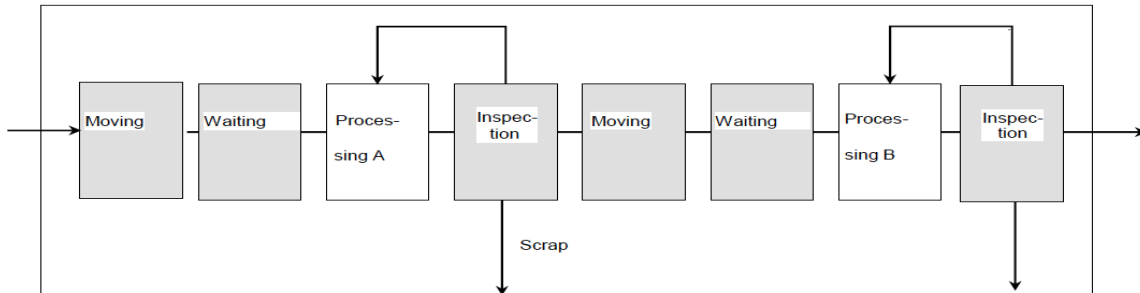 Moving
Waiting
Proces-
sing A
Inspec-
tion
Moving
Waiting
Proces-
sing B
Inspec-
tion
Scrap